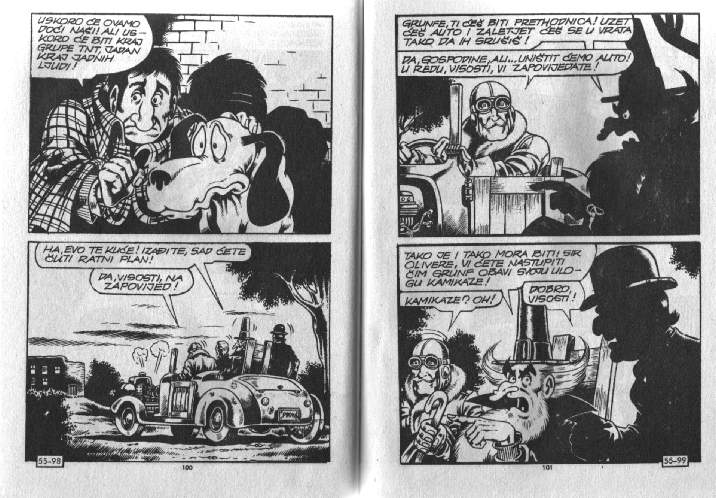 USKORO ĆE OVAMO
DOĆI NAŠI! ALI US-
KORO ĆE BITI KRAJ
GRUPE TNT, JADAN
KRAJ JADNIH
LJUDI!
HA, EVO TE KUĆE! IZAĐITE, SAD ĆETE
ČUTI RATNI PLAN!
DA, VISOSTI, NA
ZAPOVIJED!
55-98
100
GRUNFE, TI ĆEŠ BITI PRETHODNICA! UZET
ĆEŠ AUTO I ZALETJET ĆEŠ SE U VRATA
TAKO DA IH SRUŠIŠ!
DA, GOSPODINE, ALI...UNIŠTIT ĆEMO AUTO!
U REDU, VISOSTI, VI ZAPOVIJEDATE!
TAKO JE I TAKO MORA BITI! SIR
OLIVERE, VI ĆETE NASTUPITI
ČIM GRUNF OBAVI SVOJU ULO-
GU KAMIKAZE!
KAMIKAZE? OH!
DOBRO,
VISOSTI!
101
55-99